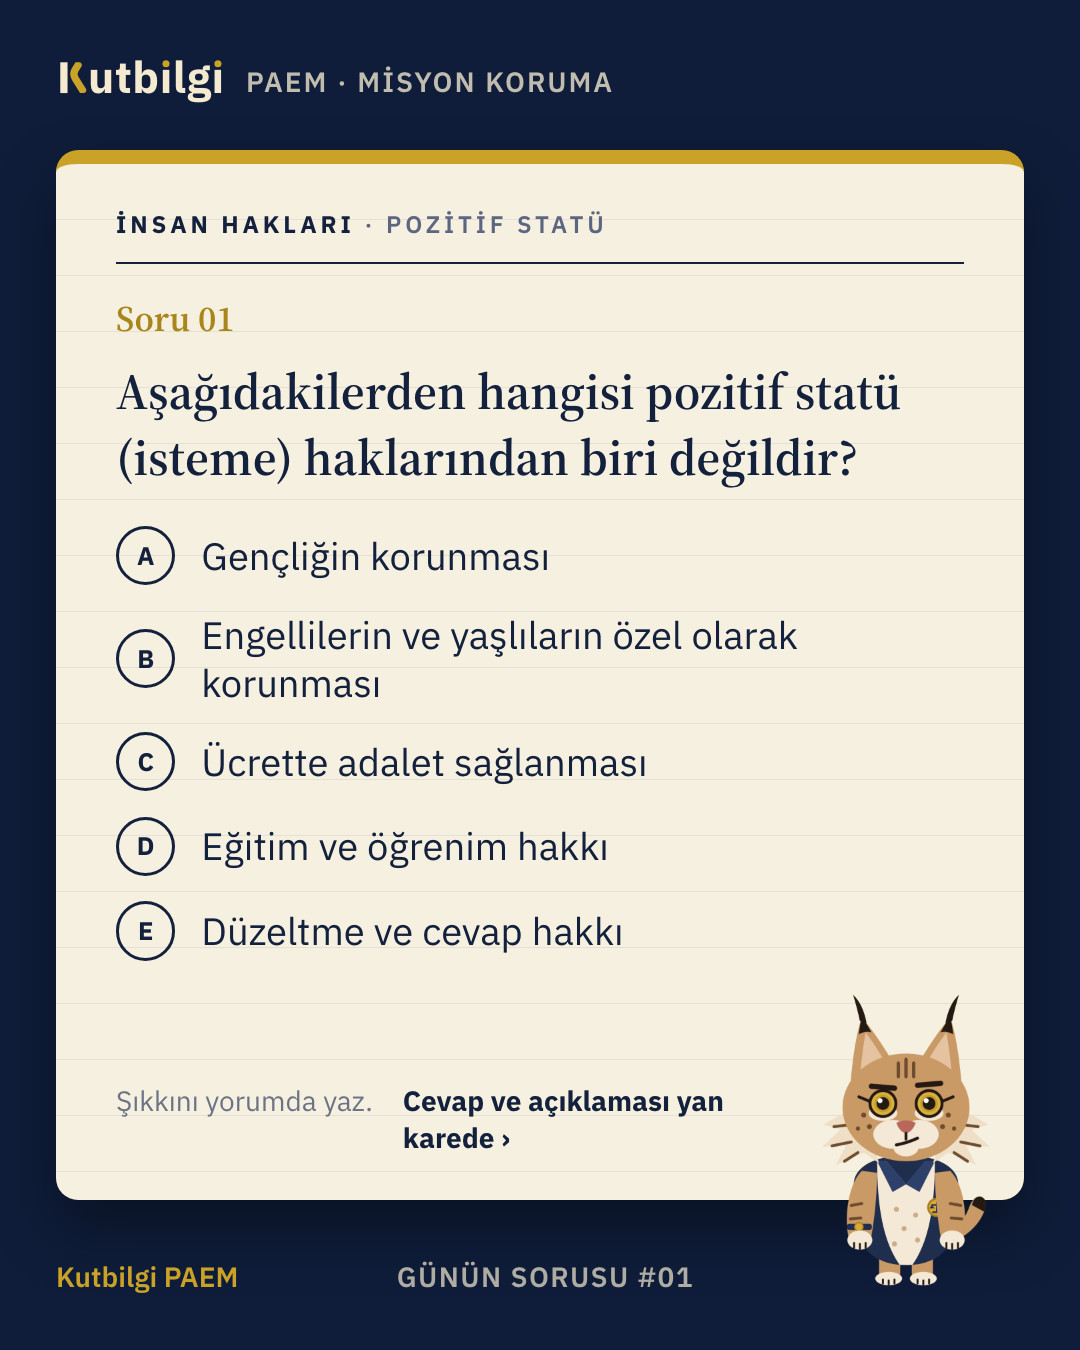 Kutbilgi PAEM · MİSYON KORUMA
İNSAN HAKLARI · POZİTİF STATÜ
Soru 01
Aşağıdakilerden hangisi pozitif statü
(isteme) haklarından biri değildir?
A Gençliğin korunması
B Engellilerin ve yaşlıların özel olarak
korunması
C Ücrette adalet sağlanması
D Eğitim ve öğrenim hakkı
E Düzeltme ve cevap hakkı
Şıkkını yorumda yaz. Cevap ve açıklaması yan
karede ›
Kutbilgi PAEM GÜNÜN SORUSU #01